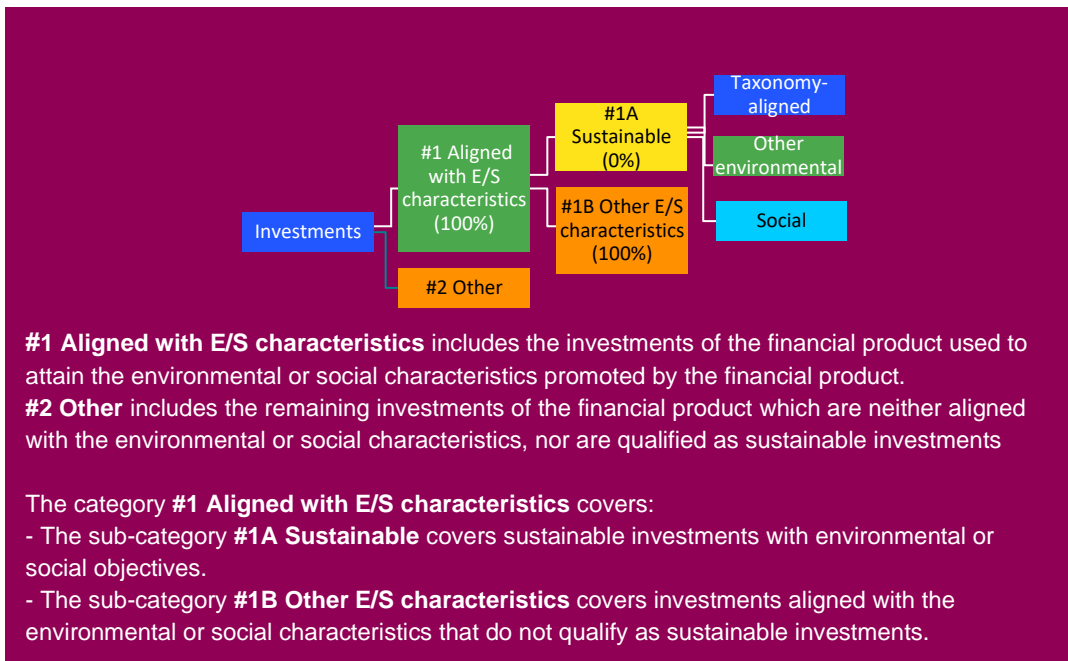 Taxonomy-
aligned
#1A
Sustainable
(0%)
Other
environmental
#1 Aligned
with E/S
characteristics
(100%)
#1B Other E/S
characteristics
(100%)
Social
Investments
#2 Other
#1 Aligned with E/S characteristics includes the investments of the financial product used to
attain the environmental or social characteristics promoted by the financial product.
#2 Other includes the remaining investments of the financial product which are neither aligned
with the environmental or social characteristics, nor are qualified as sustainable investments
The category #1 Aligned with E/S characteristics covers:
- The sub-category #1A Sustainable covers sustainable investments with environmental or
social objectives.
- The sub-category #1B Other E/S characteristics covers investments aligned with the
environmental or social characteristics that do not qualify as sustainable investments.